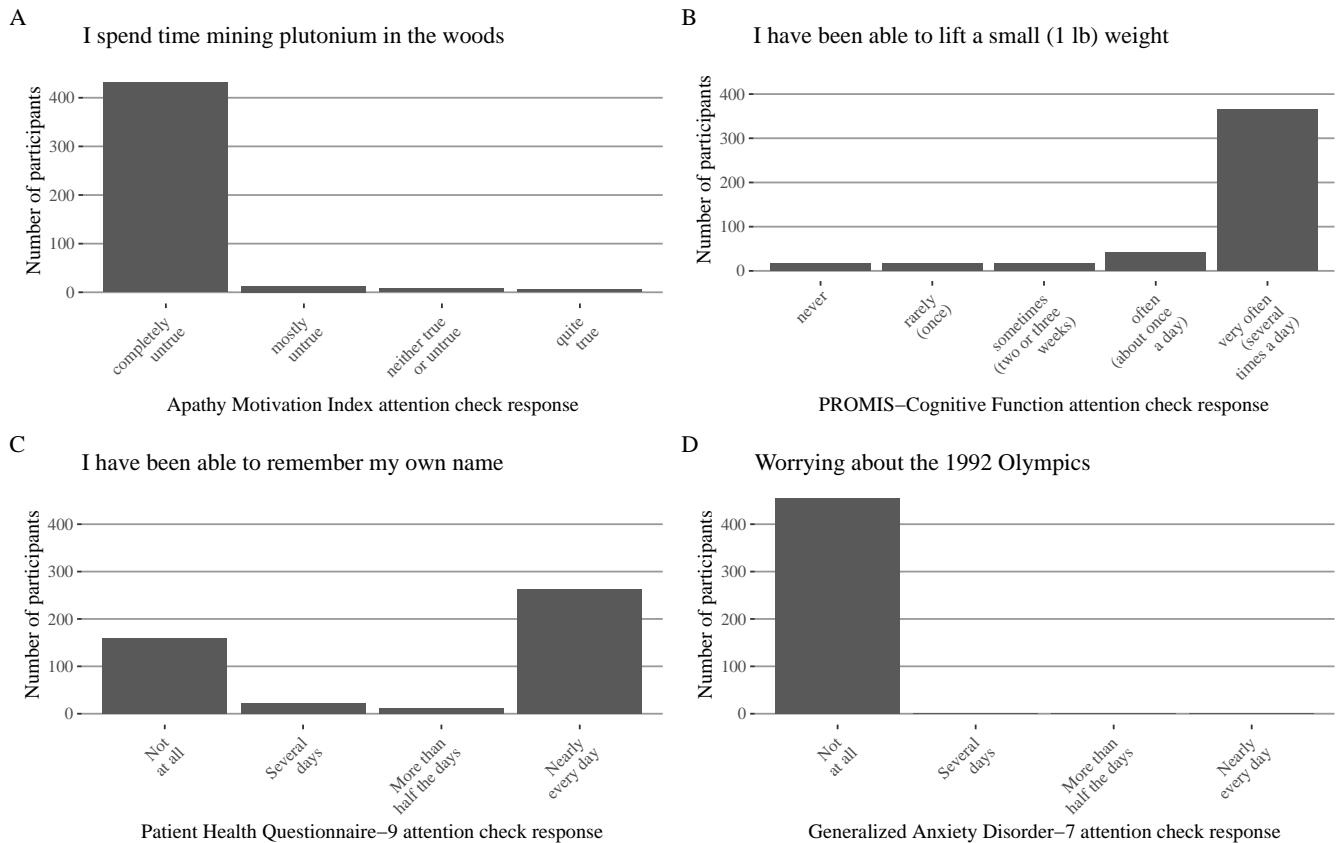 A
I spend time mining plutonium in the woods
Number of participants
400
300
200
100
0
completely
untrue
mostly
untrue
neither true
or untrue
quite
true
Apathy Motivation Index attention check response
B
I have been able to lift a small (1 lb) weight
Number of participants
400
300
200
100
0
never
rarely
(once)
sometimes
(two or three
weeks)
often
(about once
a day)
very often
(several
times a day)
PROMIS−Cognitive Function attention check response
C
I have been able to remember my own name
Number of participants
400
300
200
100
0
Not
at all
Several
days
More than
half the days
Nearly
every day
Patient Health Questionnaire−9 attention check response
D
Worrying about the 1992 Olympics
Number of participants
400
300
200
100
0
Not
at all
Several
days
More than
half the days
Nearly
every day
Generalized Anxiety Disorder−7 attention check response